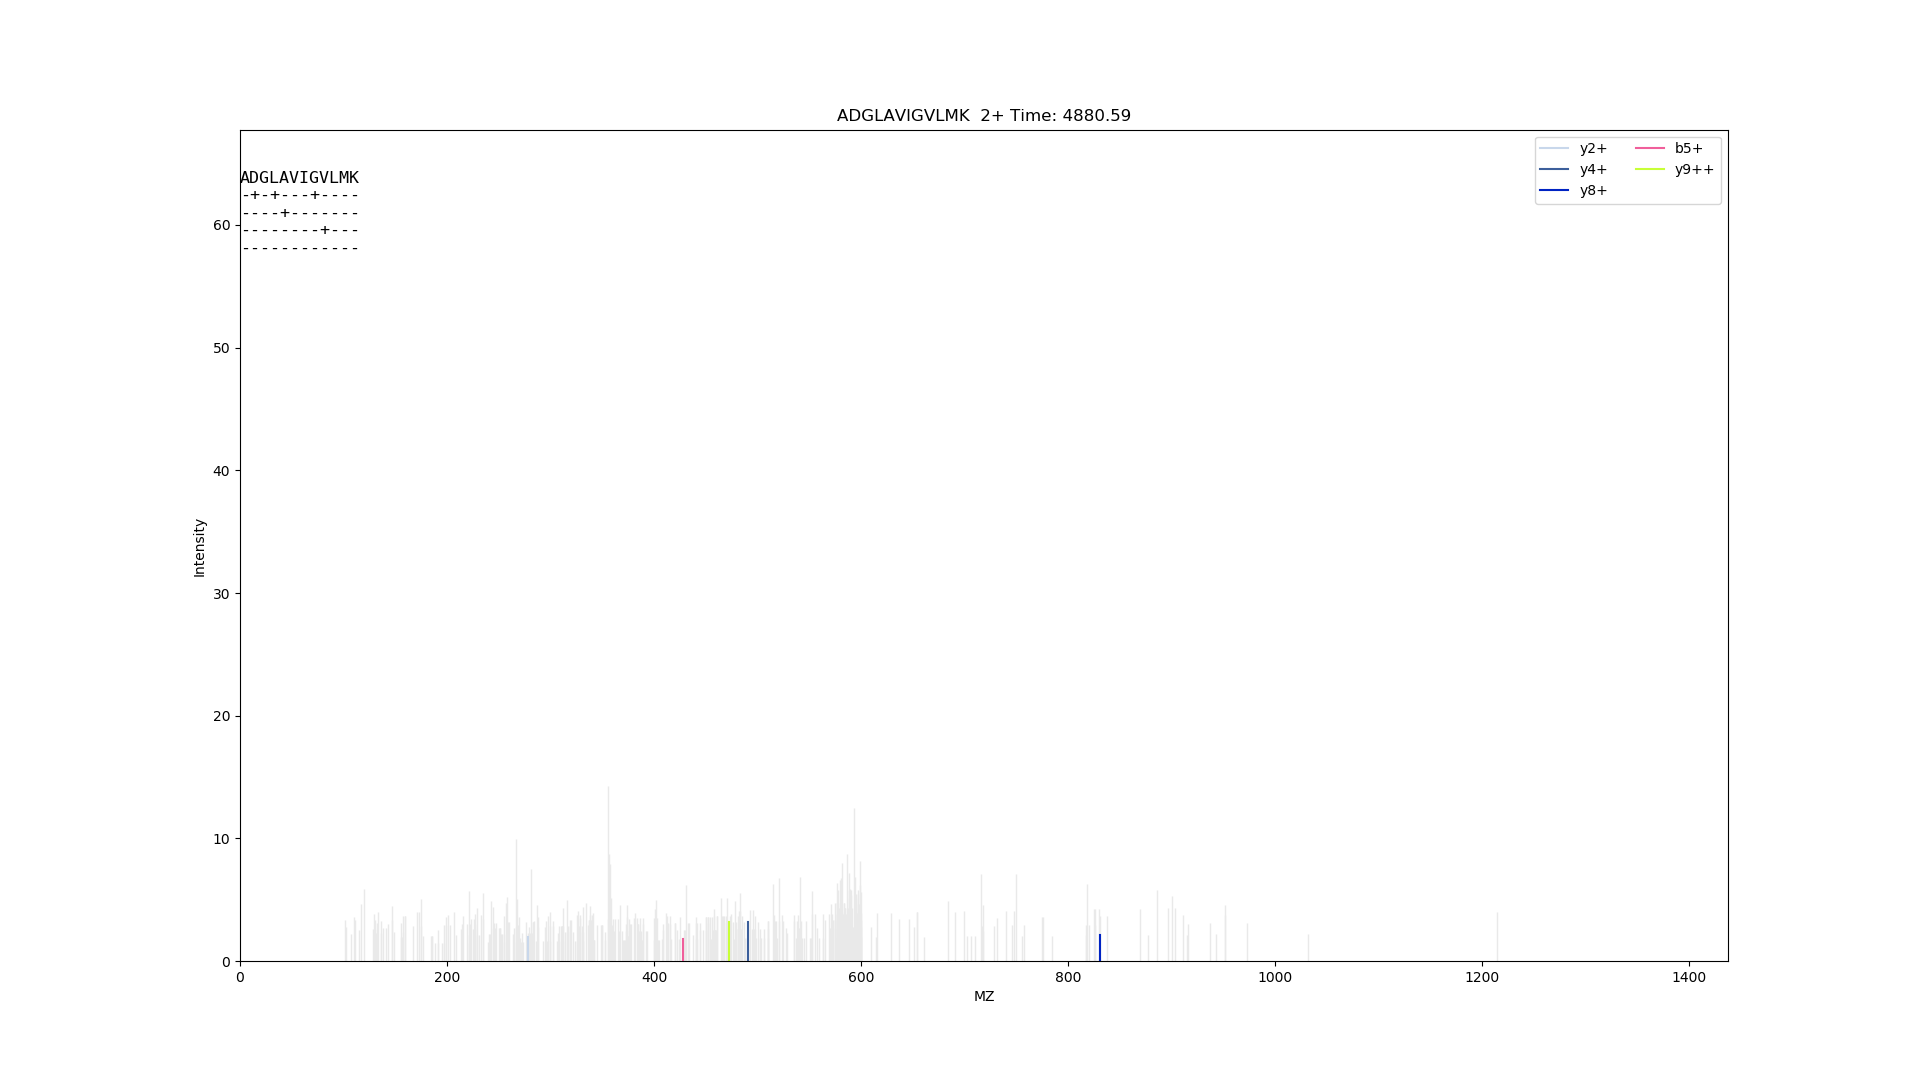 ADGLAVIGVLMK  2+ Time: 4880.59
y2+
y4+
y8+
b5+
y9++
ADGLAVIGVLMK
-+-+---+----
----+-------
--------+---
------------
60
50
40
30
20
10
0
Intensity
0 200 400 600 800 1000 1200 1400
MZ